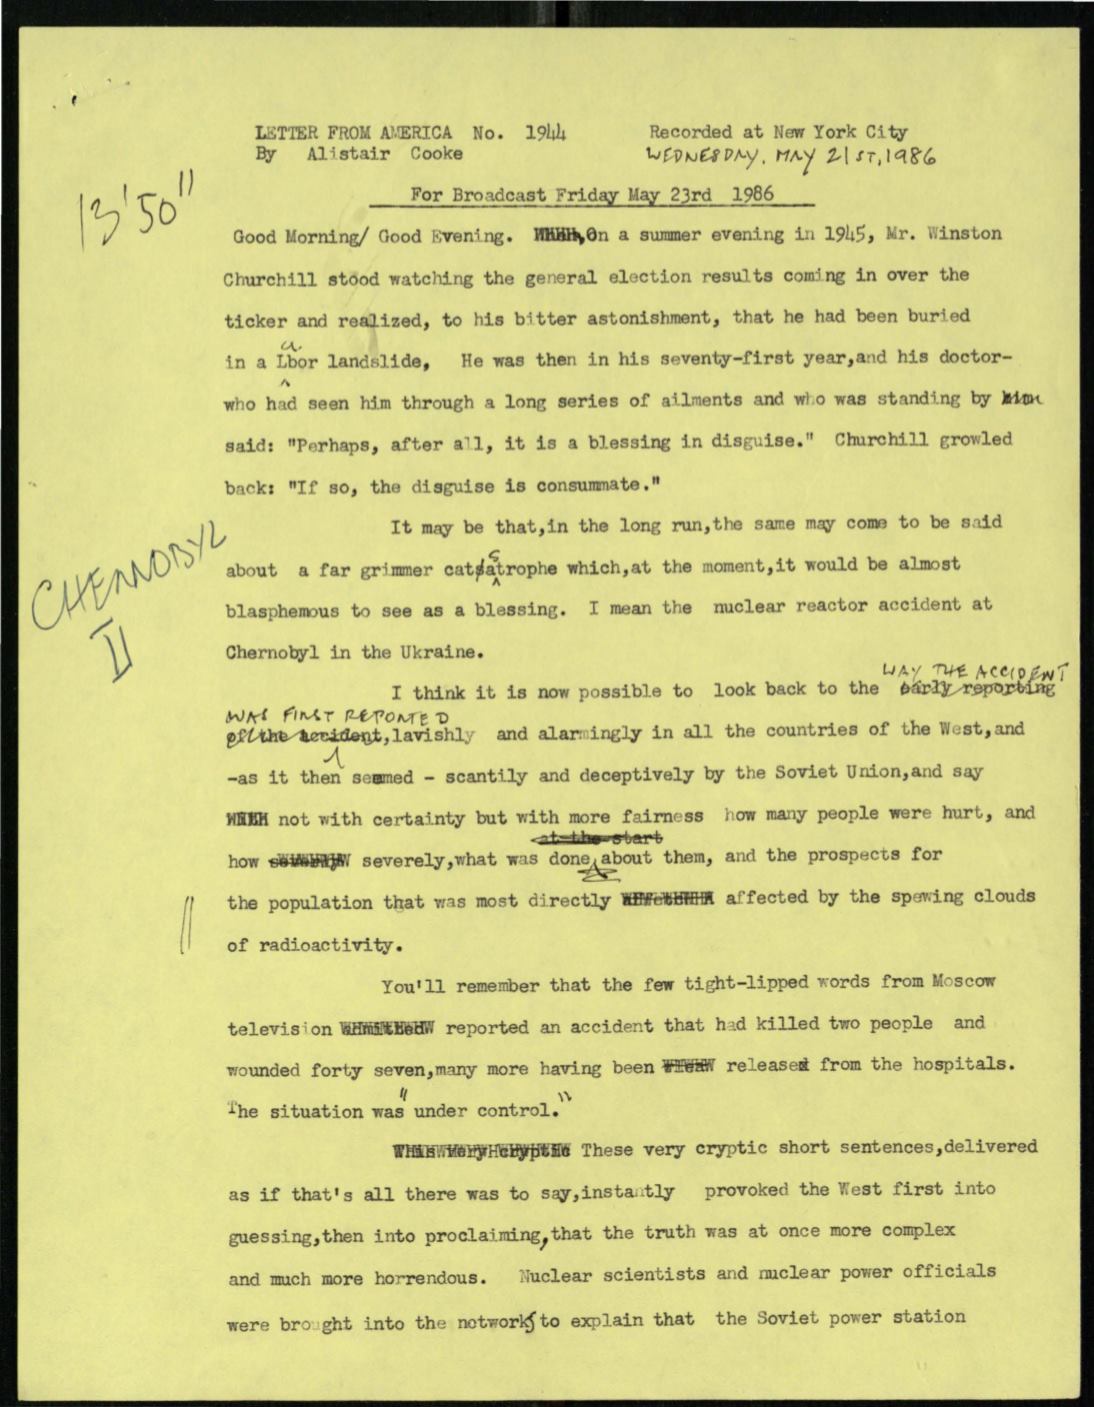 LETTER FROM AMERICA No. 1944 Recorded at New York City
By Alistair Cooke WEDNESDAY, MAY 21ST, 1986
13'50"
For Broadcast Friday May 23rd 1986
Good Morning/ Good Evening. On a summer evening in 1945, Mr. Winston
Churchill stood watching the general election results coming in over the
ticker and realized, to his bitter astonishment, that he had been buried
in a Labor landslide, He was then in his seventy-first year,and his doctor-
who had seen him through a long series of ailments and who was standing by him
said: "Perhaps, after all, it is a blessing in disguise." Churchill growled
back: "If so, the disguise is consummate."
It may be that,in the long run,the same may come to be said
CHERNOBYL
II
about a far grimmer catastrophe which,at the moment,it would be almost
blasphemous to see as a blessing. I mean the nuclear reactor accident at
Chernobyl in the Ukraine.
WAY THE ACCIDENT
I think it is now possible to look back to the early reporting
WAS FIRST REPORTED
of the accident,lavishly and alarmingly in all the countries of the West,and
-as it then seemed - scantily and deceptively by the Soviet Union,and say
not with certainty but with more fairness how many people were hurt, and
at the start
how severely,what was done about them, and the prospects for
the population that was most directly affected by the spewing clouds
of radioactivity.
You'll remember that the few tight-lipped words from Moscow
television reported an accident that had killed two people and
wounded forty seven,many more having been released from the hospitals.
The situation was "under control."
These very cryptic short sentences,delivered
as if that's all there was to say,instantly provoked the West first into
guessing,then into proclaiming,that the truth was at once more complex
and much more horrendous. Nuclear scientists and nuclear power officials
were brought into the networks to explain that the Soviet power station